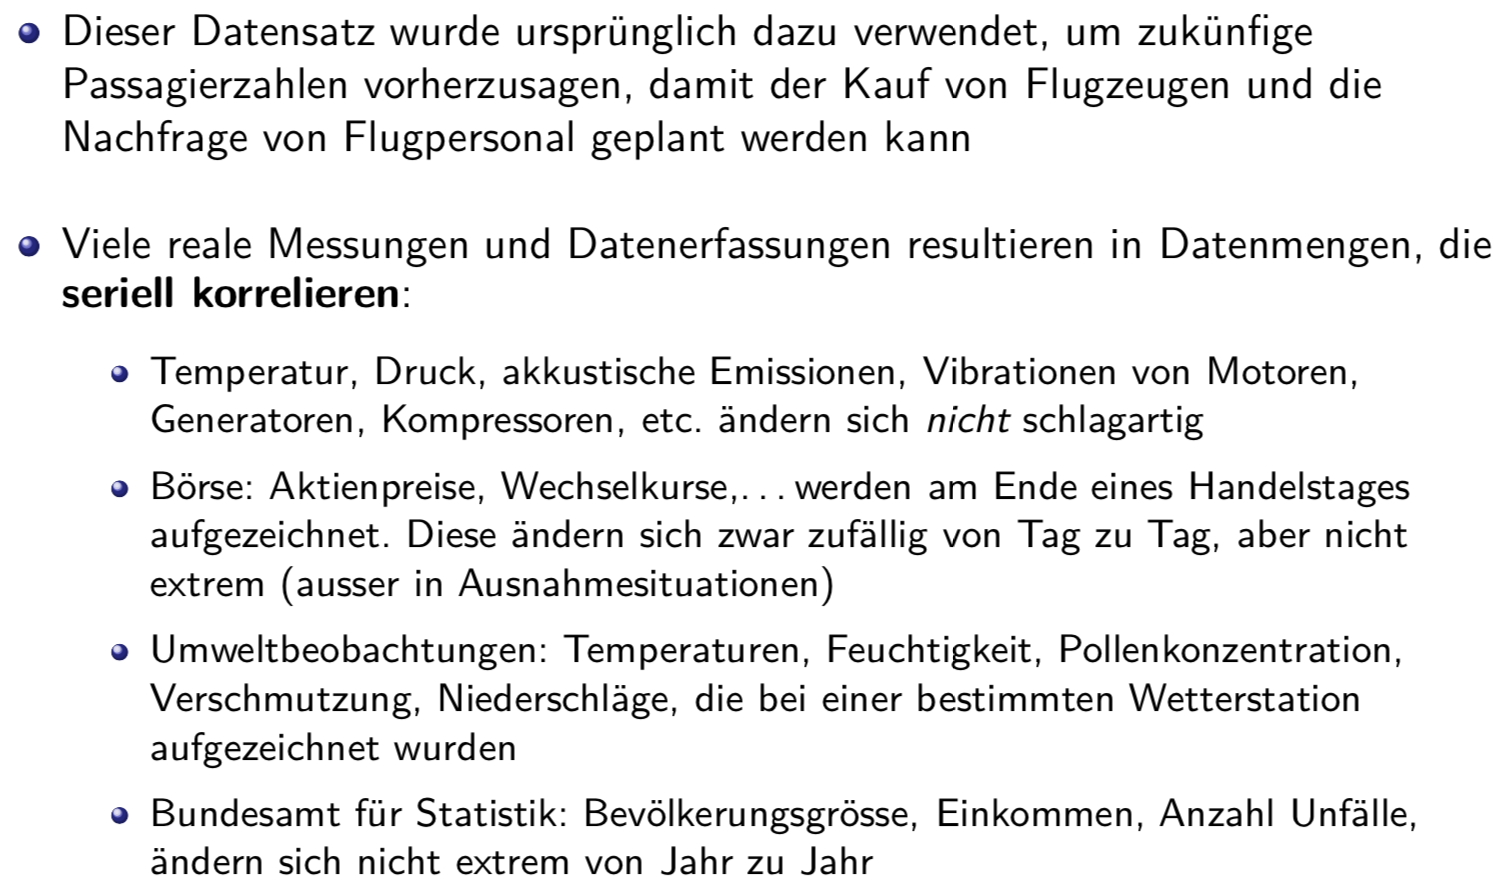 Dieser Datensatz wurde ursprünglich dazu verwendet, um zukünfige
Passagierzahlen vorherzusagen, damit der Kauf von Flugzeugen und die
Nachfrage von Flugpersonal geplant werden kann
Viele reale Messungen und Datenerfassungen resultieren in Datenmengen, die
seriell korrelieren:
Temperatur, Druck, akkustische Emissionen, Vibrationen von Motoren,
Generatoren, Kompressoren, etc. ändern sich nicht schlagartig
Börse: Aktienpreise, Wechselkurse,... werden am Ende eines Handelstages
aufgezeichnet. Diese ändern sich zwar zufällig von Tag zu Tag, aber nicht
extrem (ausser in Ausnahmesituationen)
Umweltbeobachtungen: Temperaturen, Feuchtigkeit, Pollenkonzentration,
Verschmutzung, Niederschläge, die bei einer bestimmten Wetterstation
aufgezeichnet wurden
Bundesamt für Statistik: Bevölkerungsgrösse, Einkommen, Anzahl Unfälle,
ändern sich nicht extrem von Jahr zu Jahr